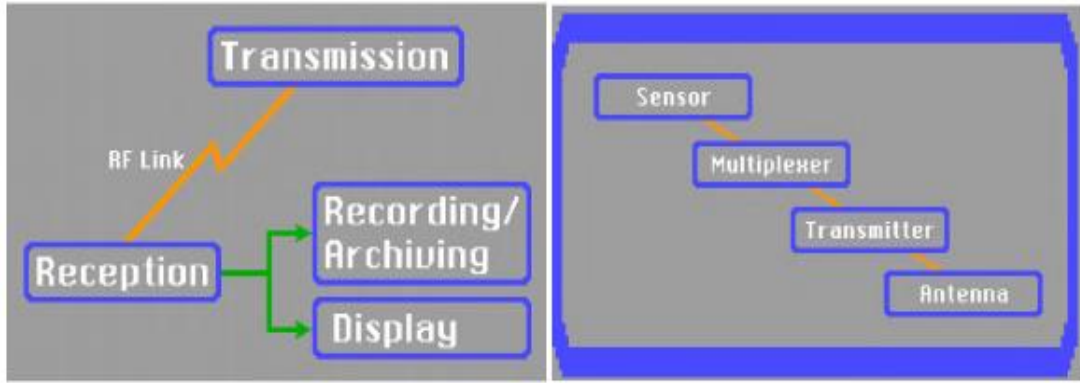 Transmission
RF Link
Recording/
Archiving
Reception
Display
Sensor
Multiplexer
Transmitter
Antenna